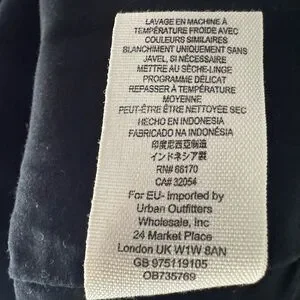 LAVAGE EN MACHINE À
TEMPÉRATURE FROIDE AVEC
COULEURS SIMILAIRES
BLANCHIMENT UNIQUEMENT SANS
JAVEL, SI NÉCESSAIRE
METTRE AU SÈCHE-LINGE
PROGRAMME DÉLICAT
REPASSER À TEMPÉRATURE
MOYENNE
PEUT-ÊTRE ÊTRE NETTOYÉE SEC
HECHO EN INDONESIA
FABRICADO NA INDONÉSIA
印度尼西亞制造
インドネシア製
RN# 66170
CA# 32054
For EU- Imported by
Urban Outfitters
Wholesale, Inc
24 Market Place
London UK W1W 8AN
GB 975119105
OB735769